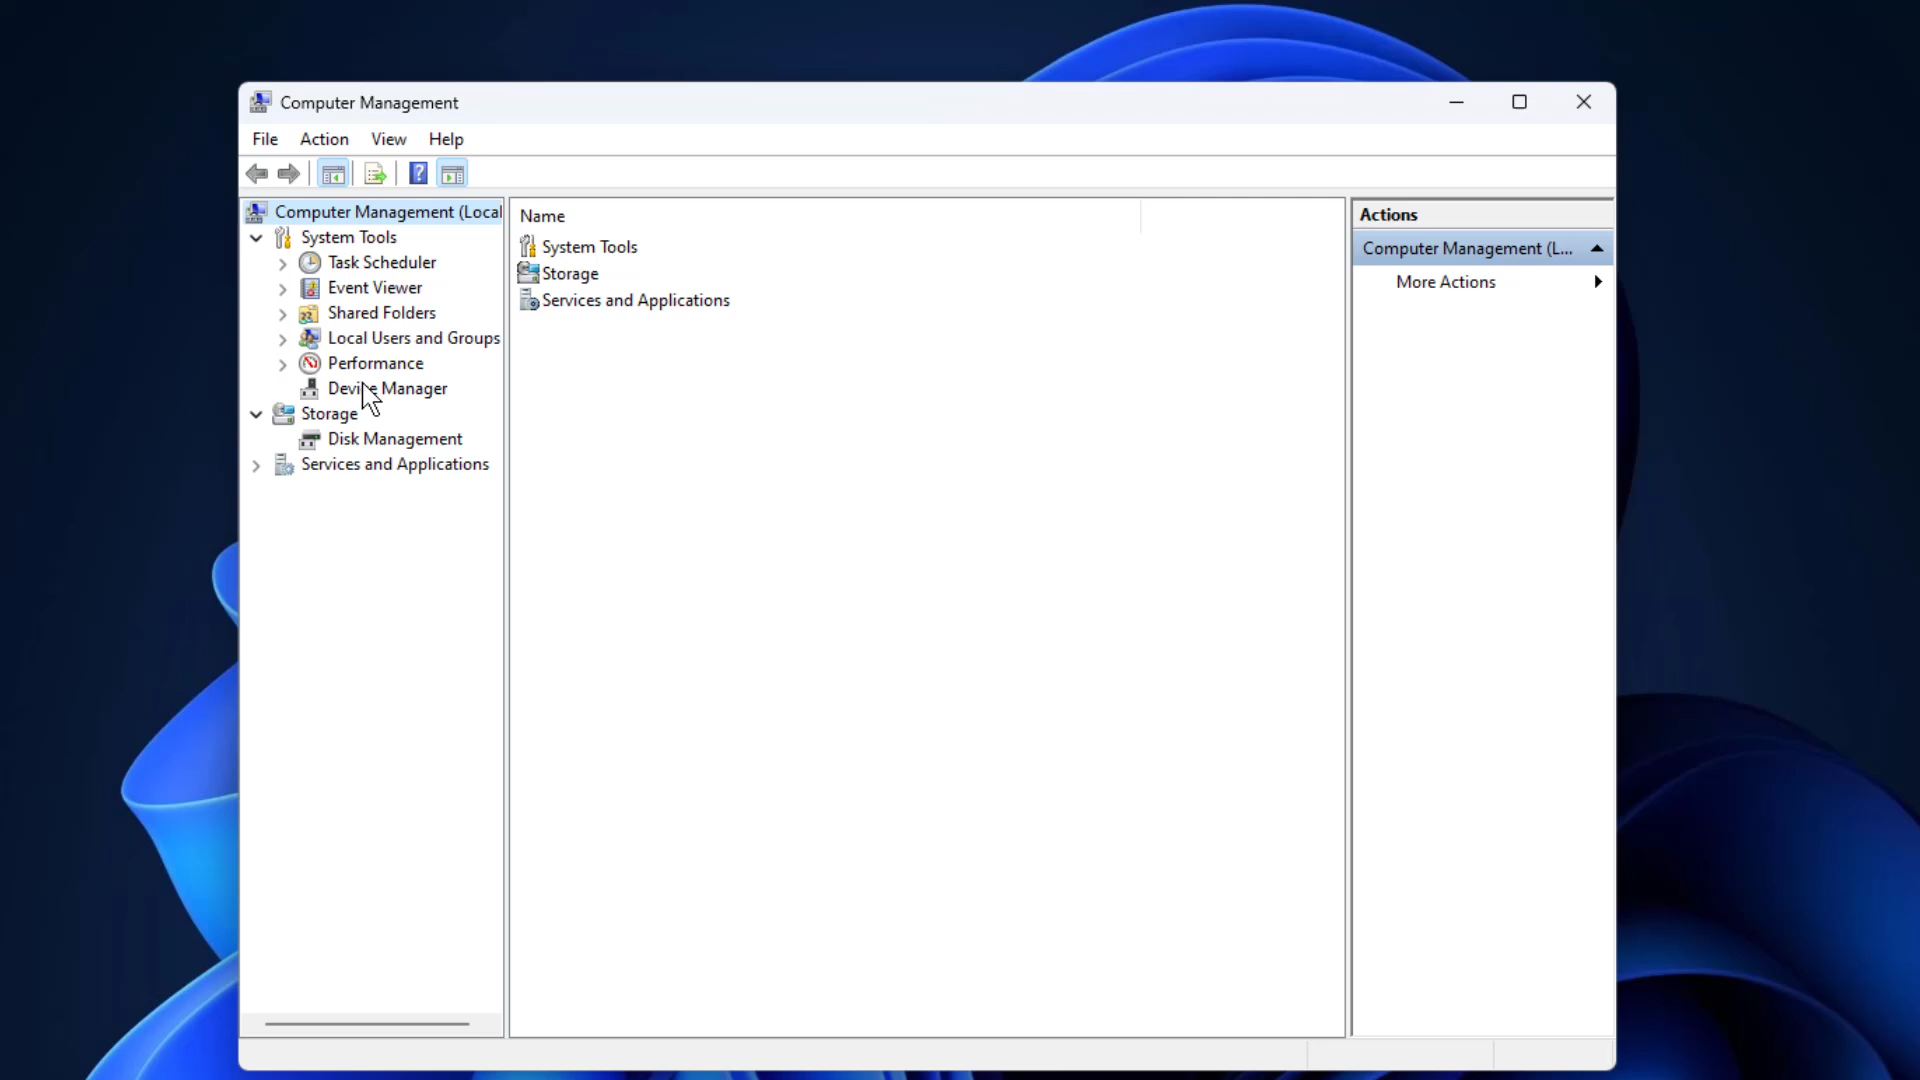 Computer Management
File Action View Help
Computer Management (Local
System Tools
Task Scheduler
Event Viewer
Shared Folders
Local Users and Groups
Performance
Device Manager
Storage
Disk Management
Services and Applications
Name
System Tools
Storage
Services and Applications
Actions
Computer Management (L...
More Actions